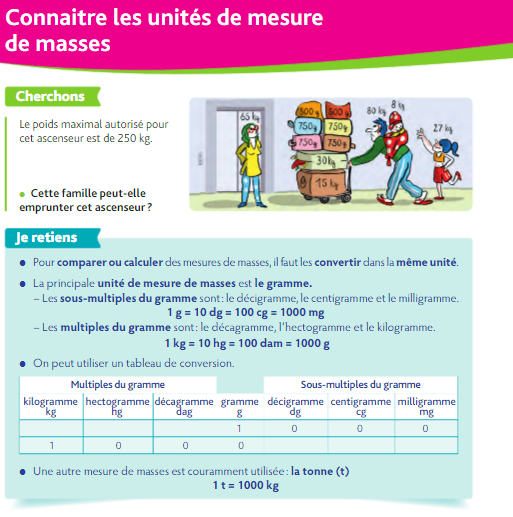 Connaitre les unités de mesure
de masses
Cherchons
Le poids maximal autorisé pour
cet ascenseur est de 250 kg.
• Cette famille peut-elle
emprunter cet ascenseur ?
65 kg
500 g 500 g
750 g 750 g
750 g 750 g
30 kg
15 kg
80 kg
8 kg
27 kg
Je retiens
• Pour comparer ou calculer des mesures de masses, il faut les convertir dans la même unité.
• La principale unité de mesure de masses est le gramme.
– Les sous-multiples du gramme sont : le décigramme, le centigramme et le milligramme.
1 g = 10 dg = 100 cg = 1000 mg
– Les multiples du gramme sont : le décagramme, l'hectogramme et le kilogramme.
1 kg = 10 hg = 100 dam = 1000 g
• On peut utiliser un tableau de conversion.
Multiples du gramme Sous-multiples du gramme
kilogramme hectogramme décagramme gramme décigramme centigramme milligramme
kg hg dag g dg cg mg
1 0 0 0
1 0 0 0
• Une autre mesure de masses est couramment utilisée : la tonne (t)
1 t = 1000 kg